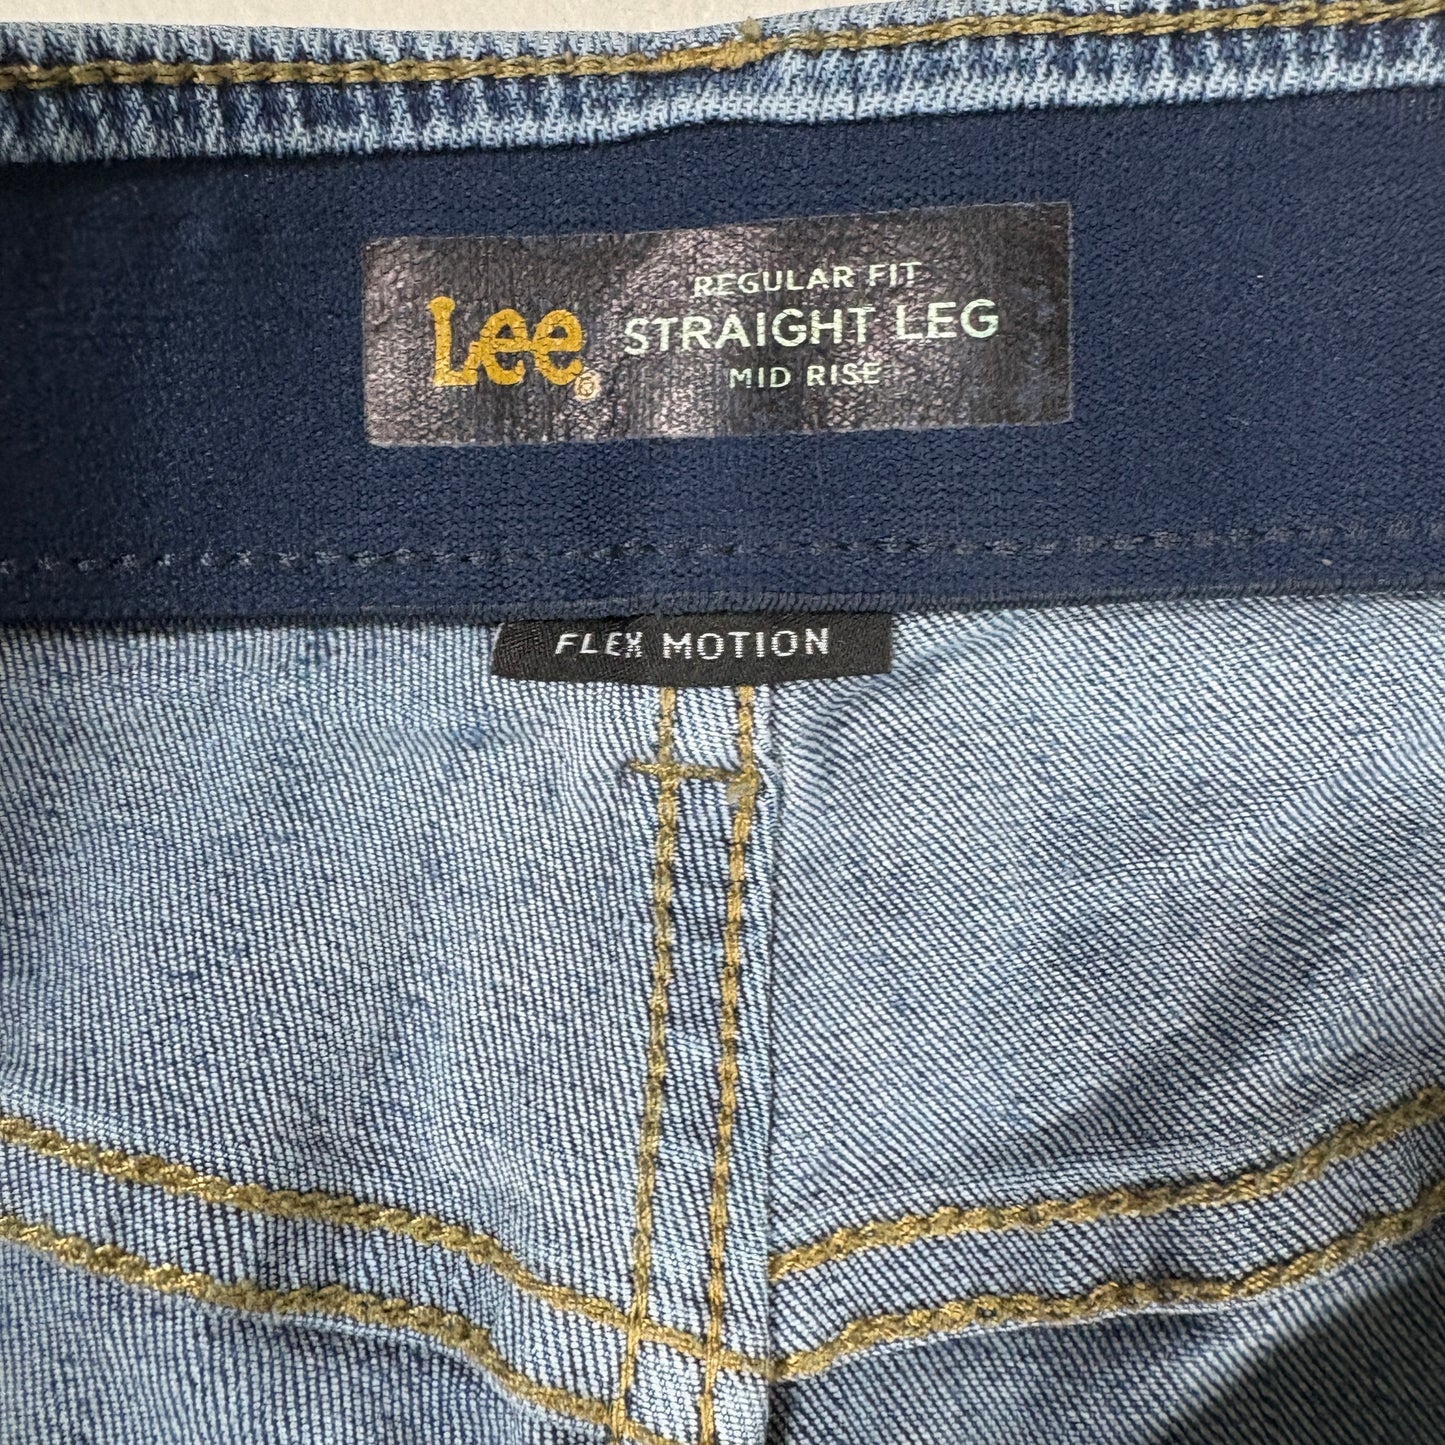 Lee®
REGULAR FIT
STRAIGHT LEG
MID RISE
FLEX MOTION